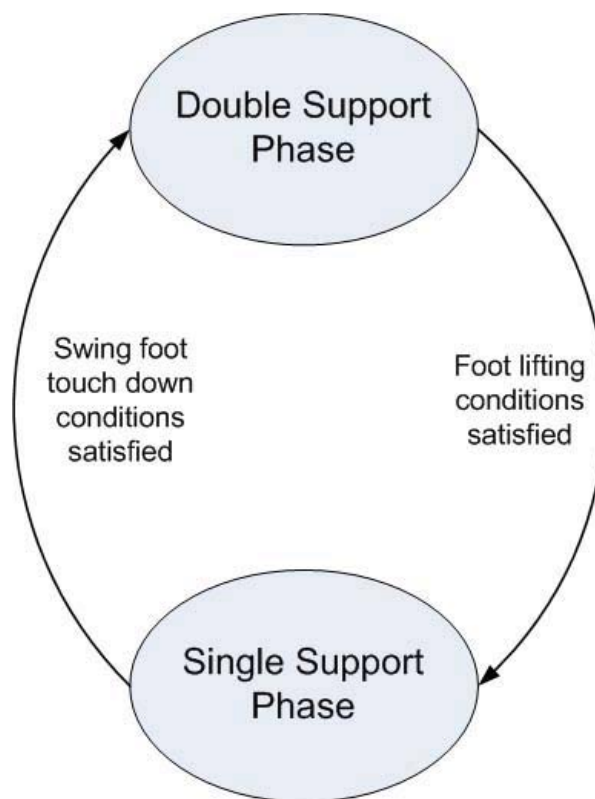 Double Support
Phase
Swing foot
touch down
conditions
satisfied
Foot lifting
conditions
satisfied
Single Support
Phase